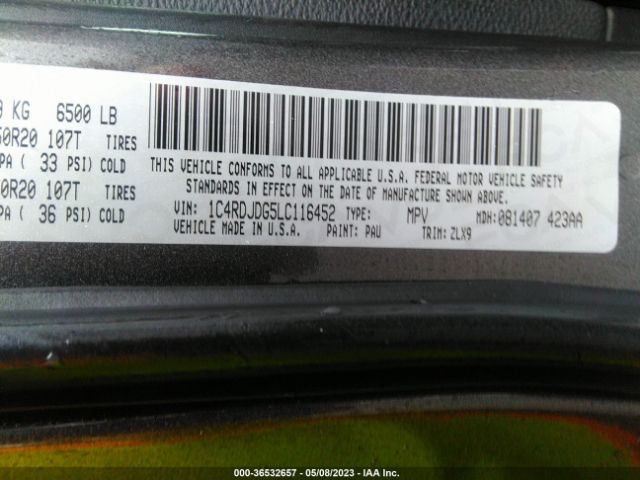 KG 6500 LB
50R20 107T TIRES
PA ( 33 PSI) COLD
0R20 107T TIRES
PA ( 36 PSI) COLD
THIS VEHICLE CONFORMS TO ALL APPLICABLE U.S.A. FEDERAL MOTOR VEHICLE SAFETY
STANDARDS IN EFFECT ON THE DATE OF MANUFACTURE SHOWN ABOVE.
VIN: 1C4RDJDG5LC116452 TYPE: MPV MDH: 081407 423AA
VEHICLE MADE IN U.S.A. PAINT: PAU TRIM: ZLX9
000-36532657 - 05/08/2023 - IAA Inc.